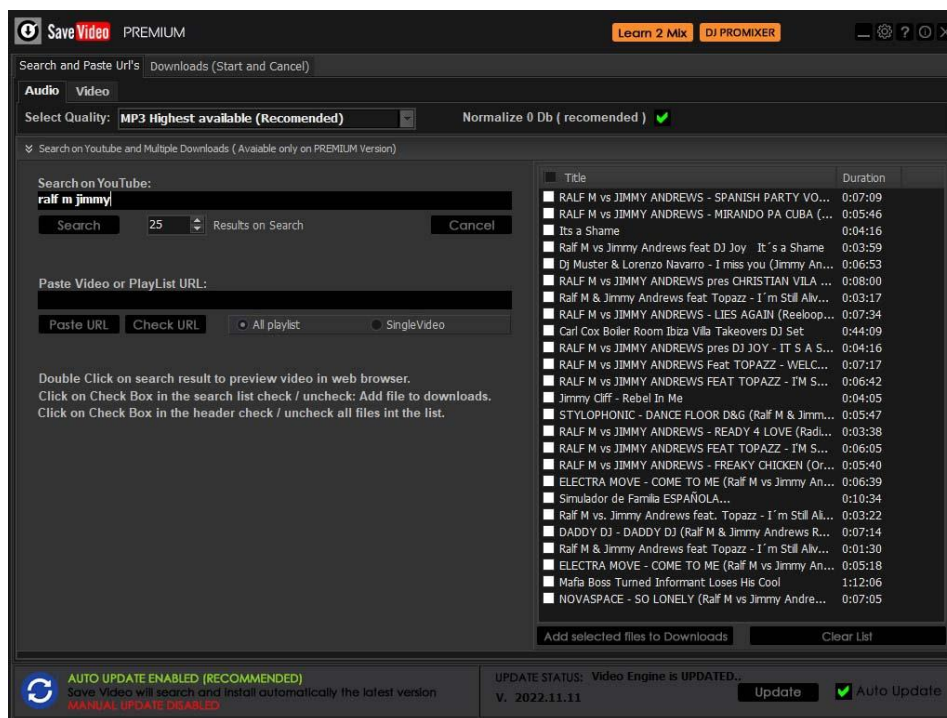 Save Video PREMIUM
Learn 2 Mix
DJ PROMIXER
Search and Paste Url's
Downloads (Start and Cancel)
Audio
Video
Select Quality:
MP3 Highest available (Recomended)
Normalize 0 Db ( recomended )
Search on Youtube and Multiple Downloads ( Avaiable only on PREMIUM Version)
Search on YouTube:
ralf m jimmy
Search
25
Results on Search
Cancel
Paste Video or PlayList URL:
Paste URL
Check URL
All playlist
SingleVideo
Double Click on search result to preview video in web browser.
Click on Check Box in the search list check / uncheck: Add file to downloads.
Click on Check Box in the header check / uncheck all files int the list.
Title Duration
RALF M vs JIMMY ANDREWS - SPANISH PARTY VO... 0:07:09
RALF M vs JIMMY ANDREWS - MIRANDO PA CUBA (... 0:05:46
Its a Shame 0:04:16
Ralf M vs Jimmy Andrews feat DJ Joy It´s a Shame 0:03:59
Dj Muster & Lorenzo Navarro - I miss you (Jimmy An... 0:06:53
RALF M vs JIMMY ANDREWS pres CHRISTIAN VILA ... 0:08:00
Ralf M & Jimmy Andrews feat Topazz - I´m Still Aliv... 0:03:17
RALF M vs JIMMY ANDREWS - LIES AGAIN (Reeloop... 0:07:34
Carl Cox Boiler Room Ibiza Villa Takeovers DJ Set 0:44:09
RALF M vs JIMMY ANDREWS pres DJ JOY - IT S A S... 0:04:16
RALF M vs JIMMY ANDREWS Feat TOPAZZ - WELC... 0:07:17
RALF M vs JIMMY ANDREWS FEAT TOPAZZ - I'M S... 0:06:42
Jimmy Cliff - Rebel In Me 0:04:05
STYLOPHONIC - DANCE FLOOR D&G (Ralf M & Jimm... 0:05:47
RALF M vs JIMMY ANDREWS - READY 4 LOVE (Radi... 0:03:38
RALF M vs JIMMY ANDREWS FEAT TOPAZZ - I'M S... 0:06:05
RALF M vs JIMMY ANDREWS - FREAKY CHICKEN (Or... 0:05:40
ELECTRA MOVE - COME TO ME (Ralf M vs Jimmy An... 0:06:39
Simulador de Familia ESPAÑOLA... 0:10:34
Ralf M vs. Jimmy Andrews feat. Topazz - I´m Still Ali... 0:03:22
DADDY DJ - DADDY DJ (Ralf M & Jimmy Andrews R... 0:07:14
Ralf M & Jimmy Andrews feat Topazz - I´m Still Aliv... 0:01:30
ELECTRA MOVE - COME TO ME (Ralf M vs Jimmy An... 0:05:18
Mafia Boss Turned Informant Loses His Cool 1:12:06
NOVASPACE - SO LONELY (Ralf M vs Jimmy Andre... 0:07:05
Add selected files to Downloads
Clear List
AUTO UPDATE ENABLED (RECOMMENDED)
Save Video will search and install automatically the latest version
MANUAL UPDATE DISABLED
UPDATE STATUS: Video Engine is UPDATED..
V. 2022.11.11
Update
Auto Update